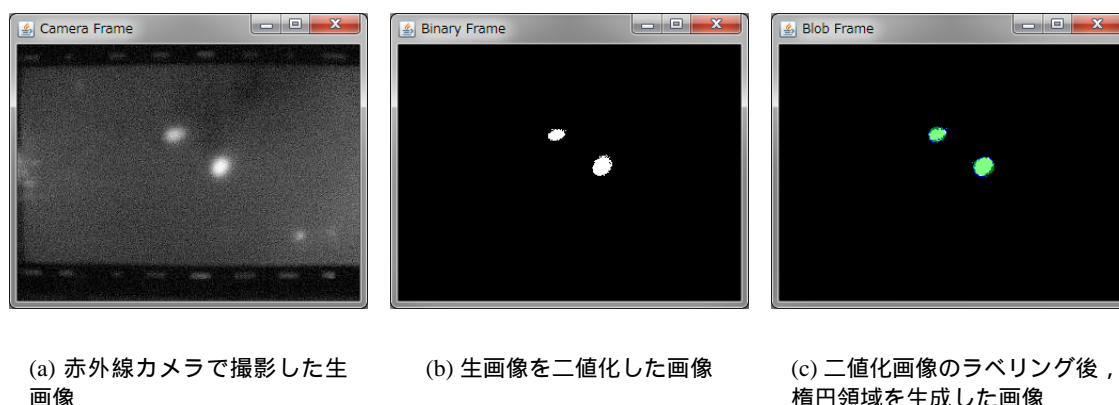 Camera Frame
Binary Frame
Blob Frame
(a) 赤外線カメラで撮影した生
画像
(b) 生画像を二値化した画像
(c) 二値化画像のラベリング後，
楕円領域を生成した画像